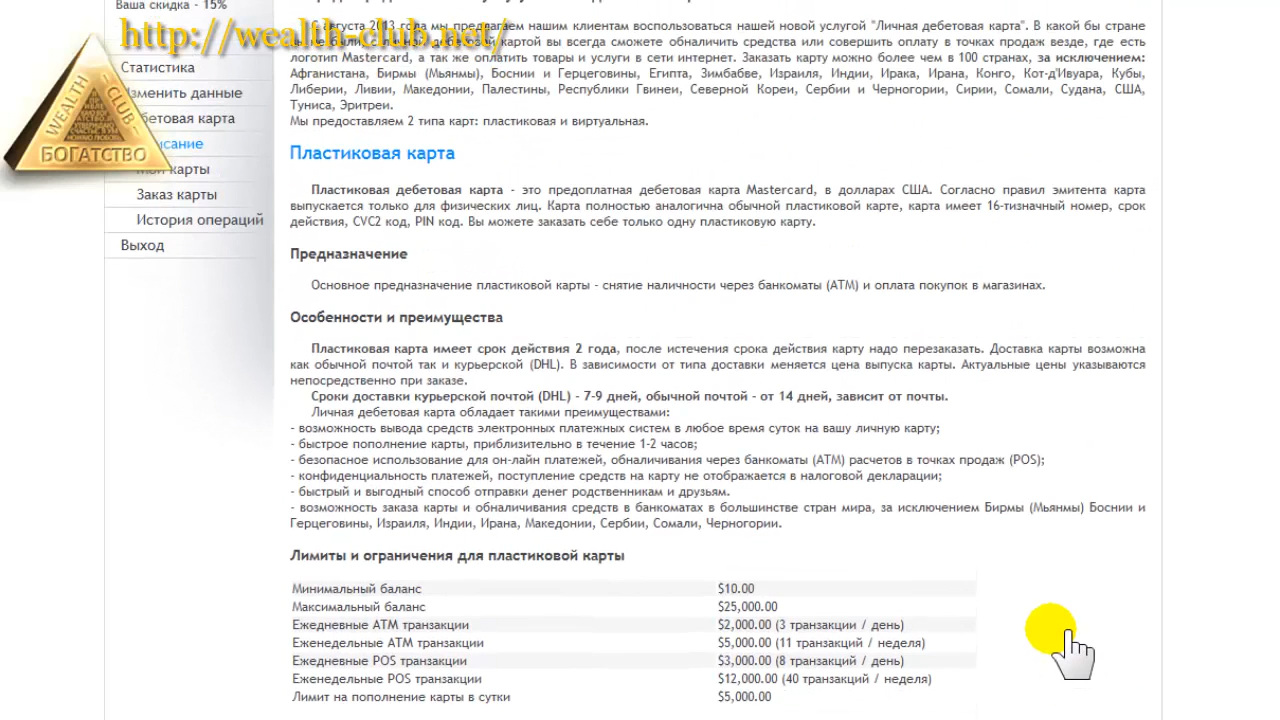 Ваша скидка - 15%
http://wealth-club.net/
С августа 2013 года мы предлагаем нашим клиентам воспользоваться нашей новой услугой "Личная дебетовая карта". В какой бы стране
картой вы всегда сможете обналичить средства или совершить оплату в точках продаж везде, где есть
логотип Mastercard, а так же оплатить товары и услуги в сети интернет. Заказать карту можно более чем в 100 странах, за исключением:
Афганистана, Бирмы (Мьянмы), Боснии и Герцеговины, Египта, Зимбабве, Израиля, Индии, Ирака, Ирана, Конго, Кот-д'Ивуара, Кубы,
Либерии, Ливии, Македонии, Палестины, Республики Гвинеи, Северной Кореи, Сербии и Черногории, Сирии, Сомали, Судана, США,
Туниса, Эритреи.
Мы предоставляем 2 типа карт: пластиковая и виртуальная.
Статистика
Изменить данные
карта
карты
Заказ карты
История операций
Выход
WEALTH CLUB
БОГАТСТВО
Пластиковая карта
Пластиковая дебетовая карта - это предоплатная дебетовая карта Mastercard, в долларах США. Согласно правил эмитента карта
выпускается только для физических лиц. Карта полностью аналогична обычной пластиковой карте, карта имеет 16-тизначный номер, срок
действия, CVC2 код, PIN код. Вы можете заказать себе только одну пластиковую карту.
Предназначение
Основное предназначение пластиковой карты - снятие наличности через банкоматы (ATM) и оплата покупок в магазинах.
Особенности и преимущества
Пластиковая карта имеет срок действия 2 года, после истечения срока действия карту надо перезаказать. Доставка карты возможна
как обычной почтой так и курьерской (DHL). В зависимости от типа доставки меняется цена выпуска карты. Актуальные цены указываются
непосредственно при заказе.
Сроки доставки курьерской почтой (DHL) - 7-9 дней, обычной почтой - от 14 дней, зависит от почты.
Личная дебетовая карта обладает такими преимуществами:
- возможность вывода средств электронных платежных систем в любое время суток на вашу личную карту;
- быстрое пополнение карты, приблизительно в течение 1-2 часов;
- безопасное использование для он-лайн платежей, обналичивания через банкоматы (ATM) расчетов в точках продаж (POS);
- конфиденциальность платежей, поступление средств на карту не отображается в налоговой декларации;
- быстрый и выгодный способ отправки денег родственникам и друзьям.
- возможность заказа карты и обналичивания средств в банкоматах в большинстве стран мира, за исключением Бирмы (Мьянмы) Боснии и
Герцеговины, Израиля, Индии, Ирана, Македонии, Сербии, Сомали, Черногории.
Лимиты и ограничения для пластиковой карты
Минимальный баланс $10.00
Максимальный баланс $25,000.00
Ежедневные ATM транзакции $2,000.00 (3 транзакции / день)
Еженедельные ATM транзакции $5,000.00 (11 транзакций / неделя)
Ежедневные POS транзакции $3,000.00 (8 транзакций / день)
Еженедельные POS транзакции $12,000.00 (40 транзакций / неделя)
Лимит на пополнение карты в сутки $5,000.00